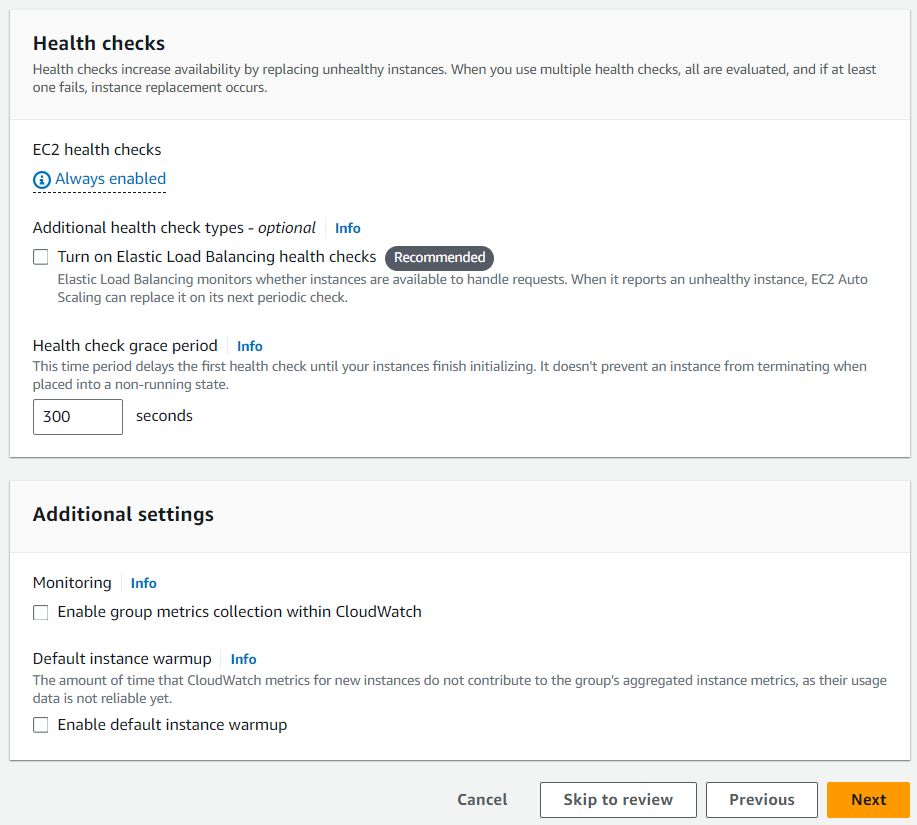 Health checks
Health checks increase availability by replacing unhealthy instances. When you use multiple health checks, all are evaluated, and if at least
one fails, instance replacement occurs.
EC2 health checks
Always enabled
Additional health check types - optional Info
Turn on Elastic Load Balancing health checks Recommended
Elastic Load Balancing monitors whether instances are available to handle requests. When it reports an unhealthy instance, EC2 Auto
Scaling can replace it on its next periodic check.
Health check grace period Info
This time period delays the first health check until your instances finish initializing. It doesn't prevent an instance from terminating when
placed into a non-running state.
300 seconds
Additional settings
Monitoring Info
Enable group metrics collection within CloudWatch
Default instance warmup Info
The amount of time that CloudWatch metrics for new instances do not contribute to the group's aggregated instance metrics, as their usage
data is not reliable yet.
Enable default instance warmup
Cancel Skip to review Previous Next